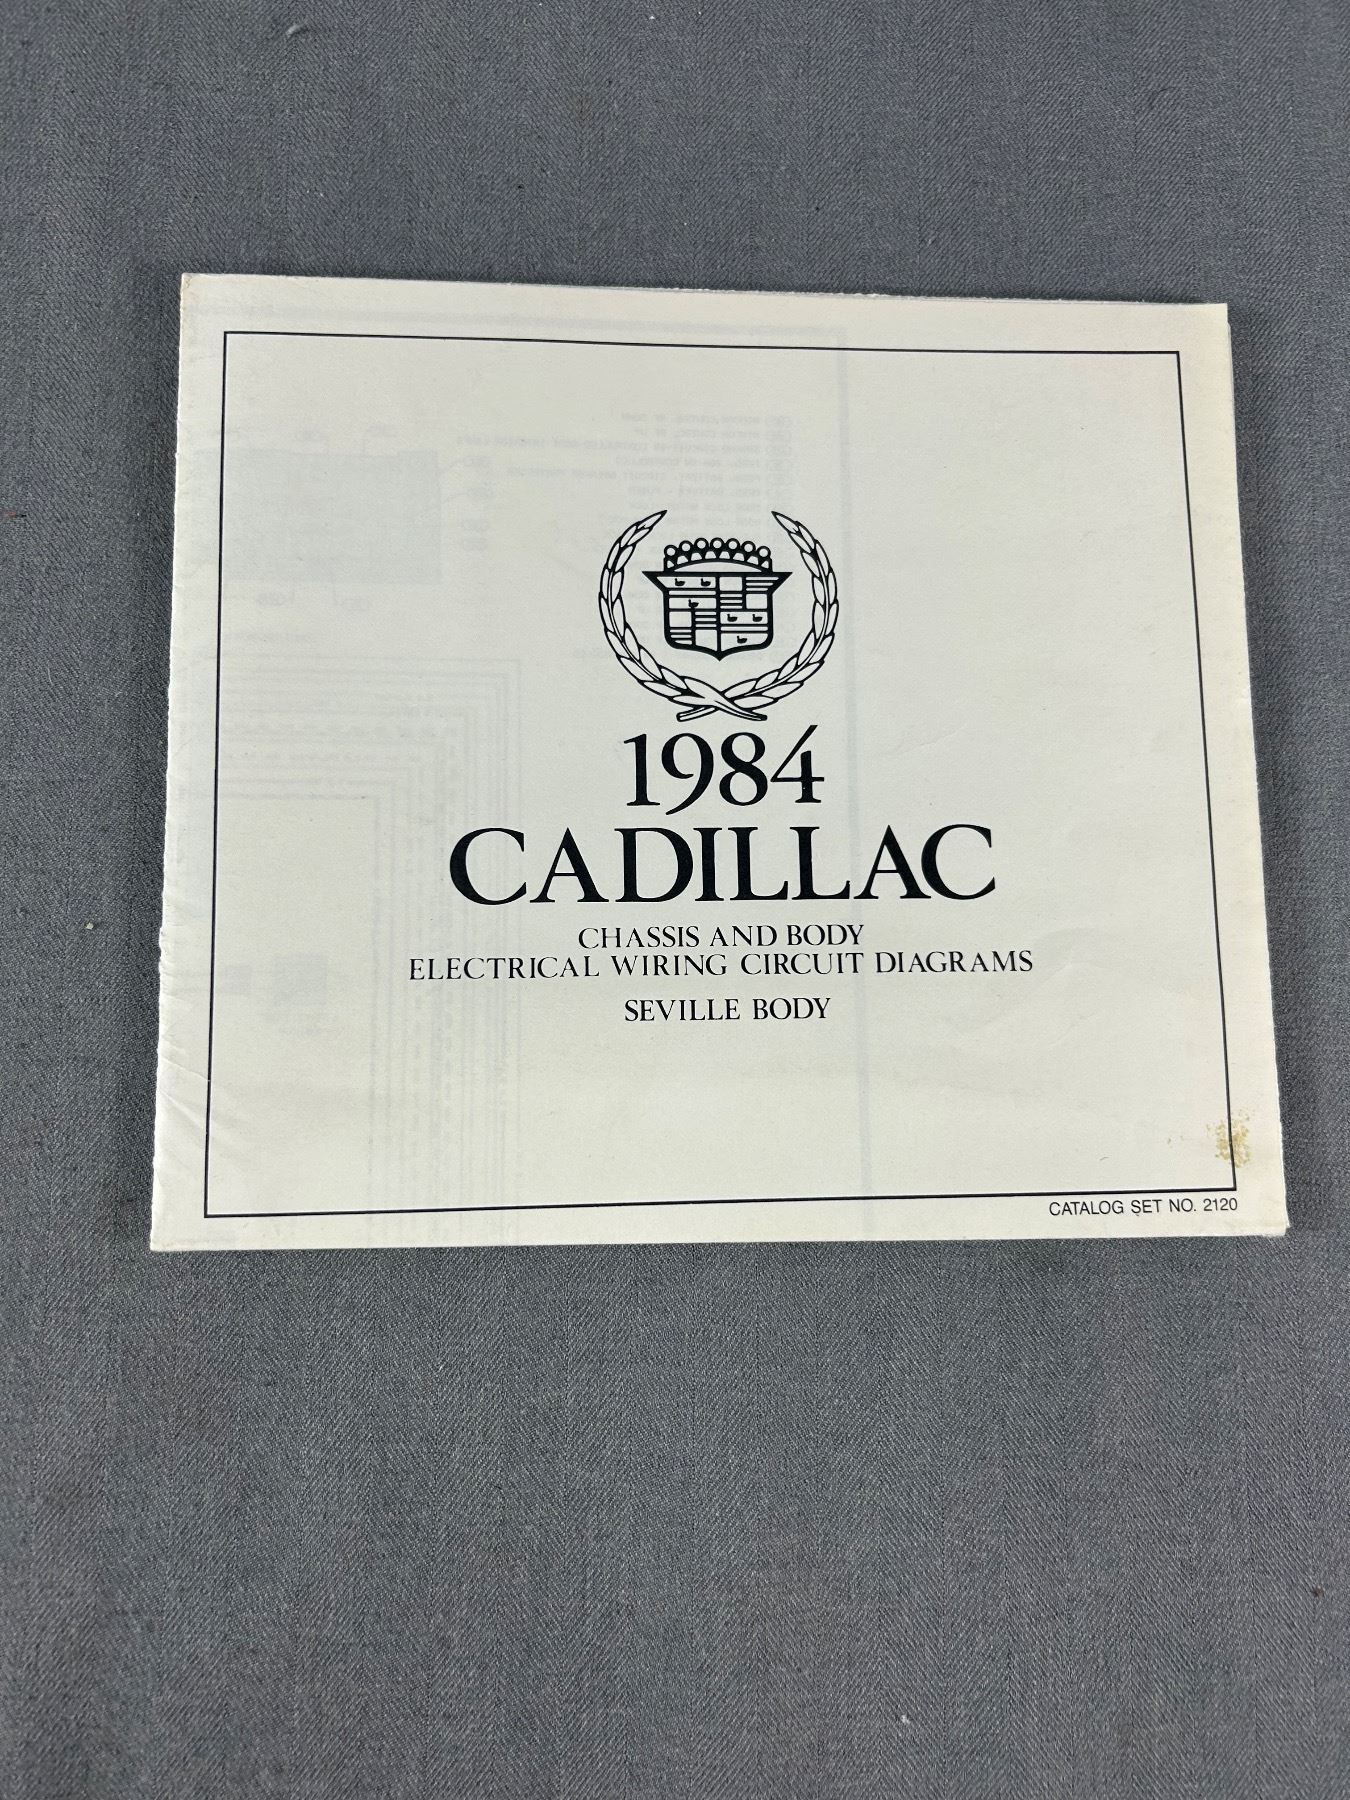 1984
CADILLAC
CHASSIS AND BODY
ELECTRICAL WIRING CIRCUIT DIAGRAMS
SEVILLE BODY
CATALOG SET NO. 2120